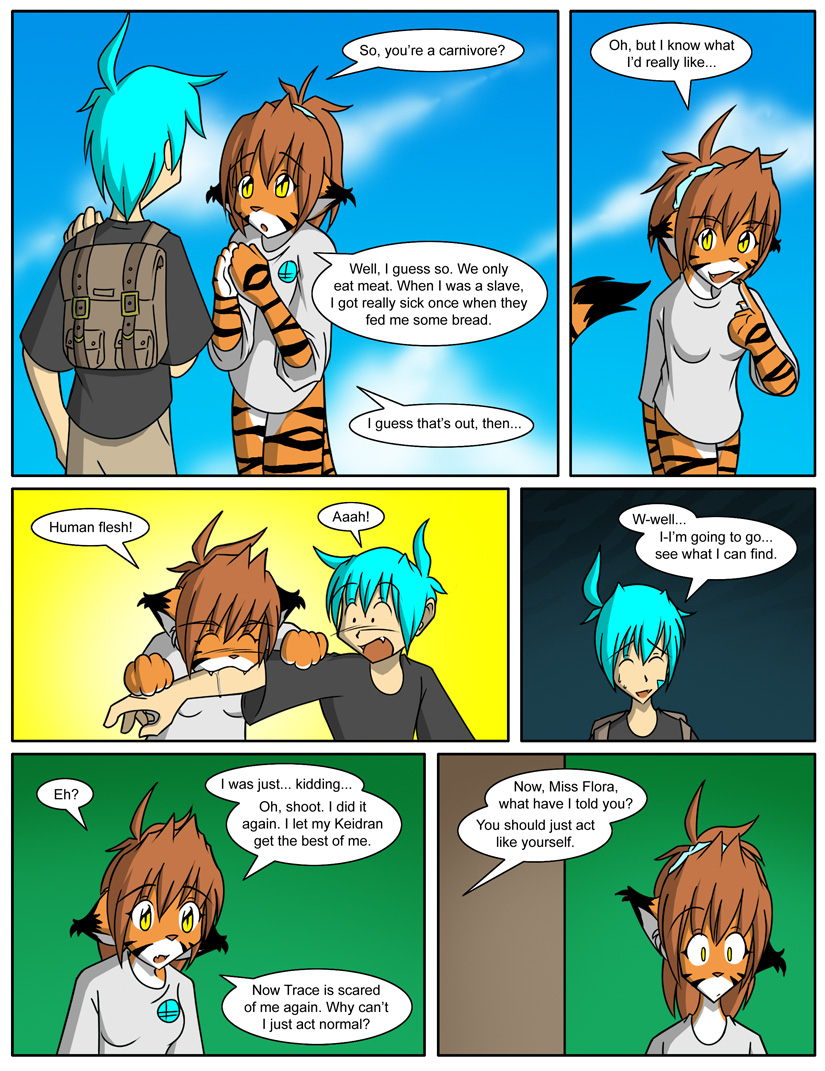 So, you're a carnivore?
Well, I guess so. We only
eat meat. When I was a slave,
I got really sick once when they
fed me some bread.
I guess that's out, then...
Oh, but I know what
I'd really like...
Human flesh!
Aaah!
W-well...
I-I'm going to go...
see what I can find.
Eh?
I was just... kidding...
Oh, shoot. I did it
again. I let my Keidran
get the best of me.
Now Trace is scared
of me again. Why can't
I just act normal?
Now, Miss Flora,
what have I told you?
You should just act
like yourself.